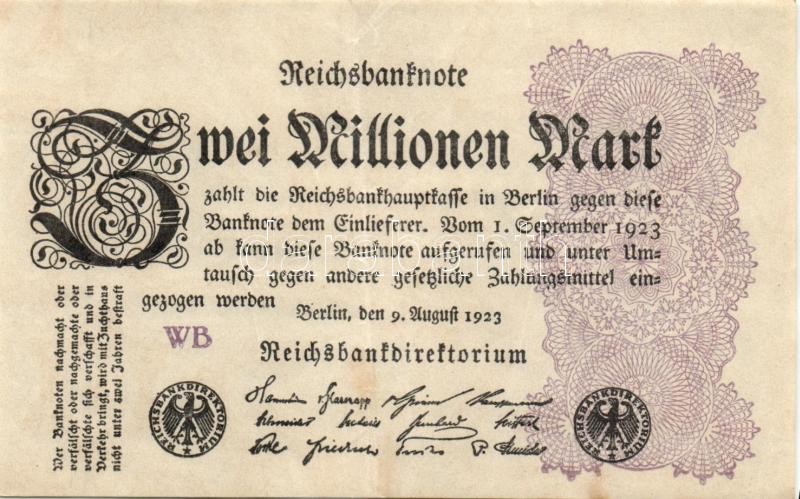 Reichsbanknote
Zwei Millionen Mark
zahlt die Reichsbankhauptkasse in Berlin gegen diese
Banknote dem Einlieferer. Vom 1. September 1923
ab kann diese Banknote aufgerufen und unter Um=
tausch gegen andere gesetzliche Zahlungsmittel ein=
gezogen werden
Berlin, den 9. August 1923
WB
Reichsbankdirektorium
REICHSBANKDIREKTORIUM
REICHSBANKDIREKTORIUM
Wer Banknoten nachmacht oder
verfälscht oder nachgemachte oder
verfälschte sich verschafft und in
Verkehr bringt, wird mit Zuchthaus
nicht unter zwei Jahren bestraft